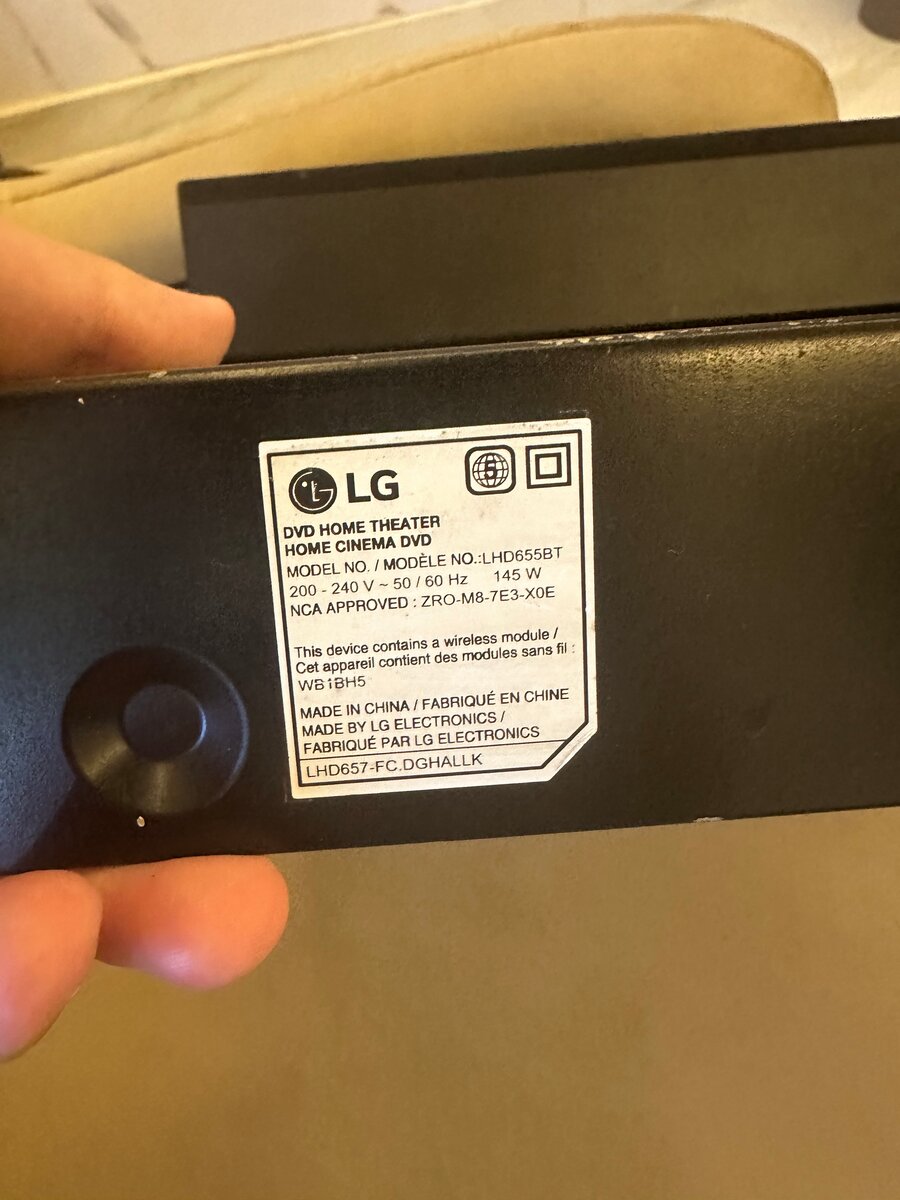 LG
5
DVD HOME THEATER
HOME CINEMA DVD
MODEL NO. / MODÈLE NO.:LHD655BT
200 - 240 V ~ 50 / 60 Hz 145 W
NCA APPROVED : ZRO-M8-7E3-X0E
This device contains a wireless module /
Cet appareil contient des modules sans fil :
WB1BH5
MADE IN CHINA / FABRIQUÉ EN CHINE
MADE BY LG ELECTRONICS /
FABRIQUÉ PAR LG ELECTRONICS
LHD657-FC.DGHALLK